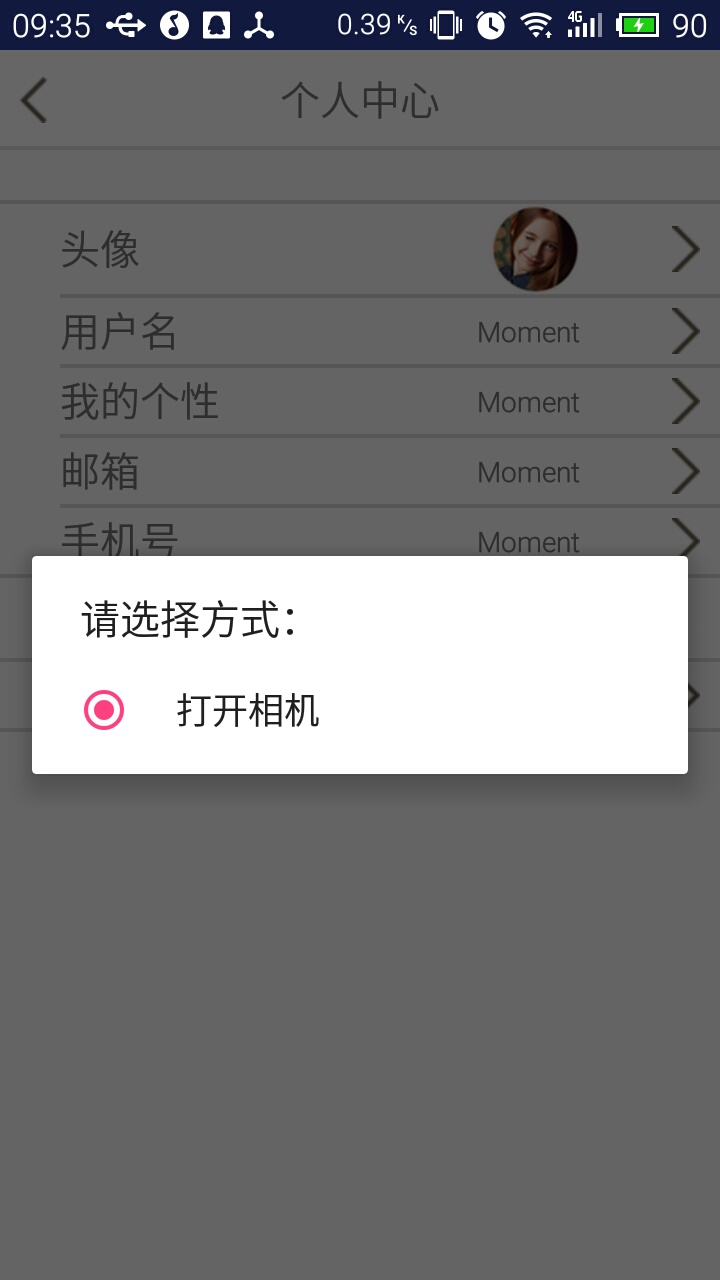 09:35 0.39 K/s 4G 90
个人中心
头像
用户名 Moment
我的个性 Moment
邮箱 Moment
手机号 Moment
请选择方式：
打开相机